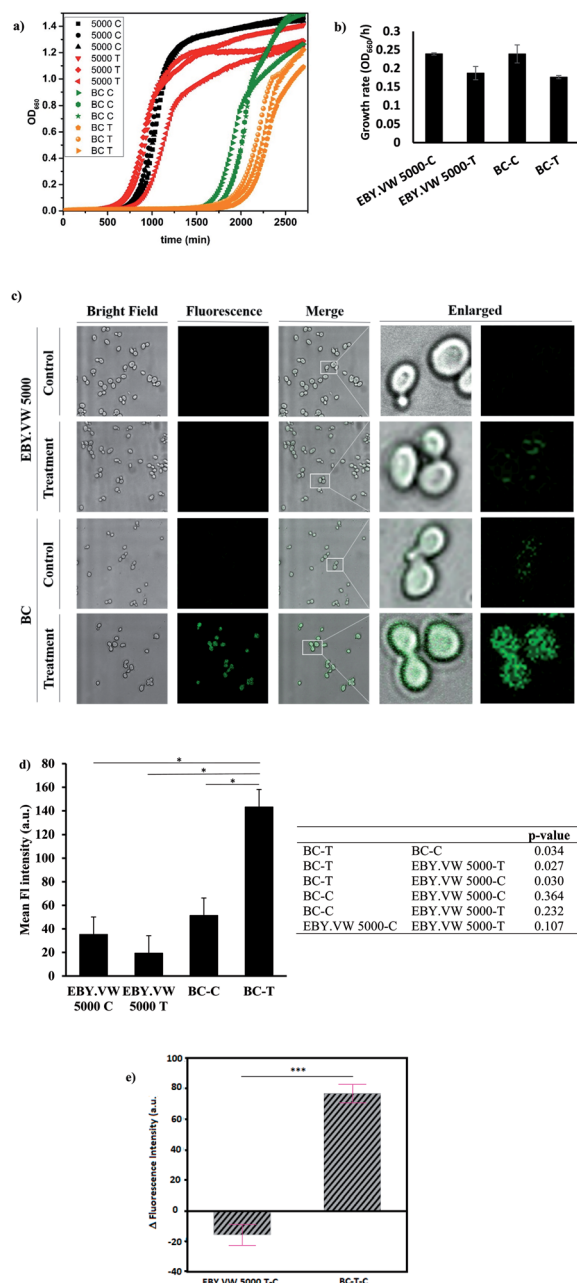 a)
1.4
1.2
1.0
0.8
0.6
0.4
0.2
0.0
OD660
5000 C
5000 C
5000 C
5000 T
5000 T
5000 T
BC C
BC C
BC C
BC T
BC T
BC T
0 500 1000 1500 2000 2500
time (min)
b)
Growth rate (OD660/h)
0.3
0.25
0.2
0.15
0.1
0.05
0
EBY.VW 5000-C
EBY.VW 5000-T
BC-C
BC-T
c)
Bright Field Fluorescence Merge Enlarged
EBY.VW 5000
Control
Treatment
BC
Control
Treatment
d)
Mean FI intensity (a.u.)
80
160
140
120
100
80
60
40
20
0
*
*
*
EBY.VW 5000 C
EBY.VW 5000 T
BC-C
BC-T
p-value
BC-T BC-C 0.034
BC-T EBY.VW 5000-T 0.027
BC-T EBY.VW 5000-C 0.030
BC-C EBY.VW 5000-C 0.364
BC-C EBY.VW 5000-T 0.232
EBY.VW 5000-C EBY.VW 5000-T 0.107
e)
Δ Fluorescence Intensity (a.u.
100
80
60
40
20
0
-20
-40
***
EBY.VW 5000 T-C BC-T-C